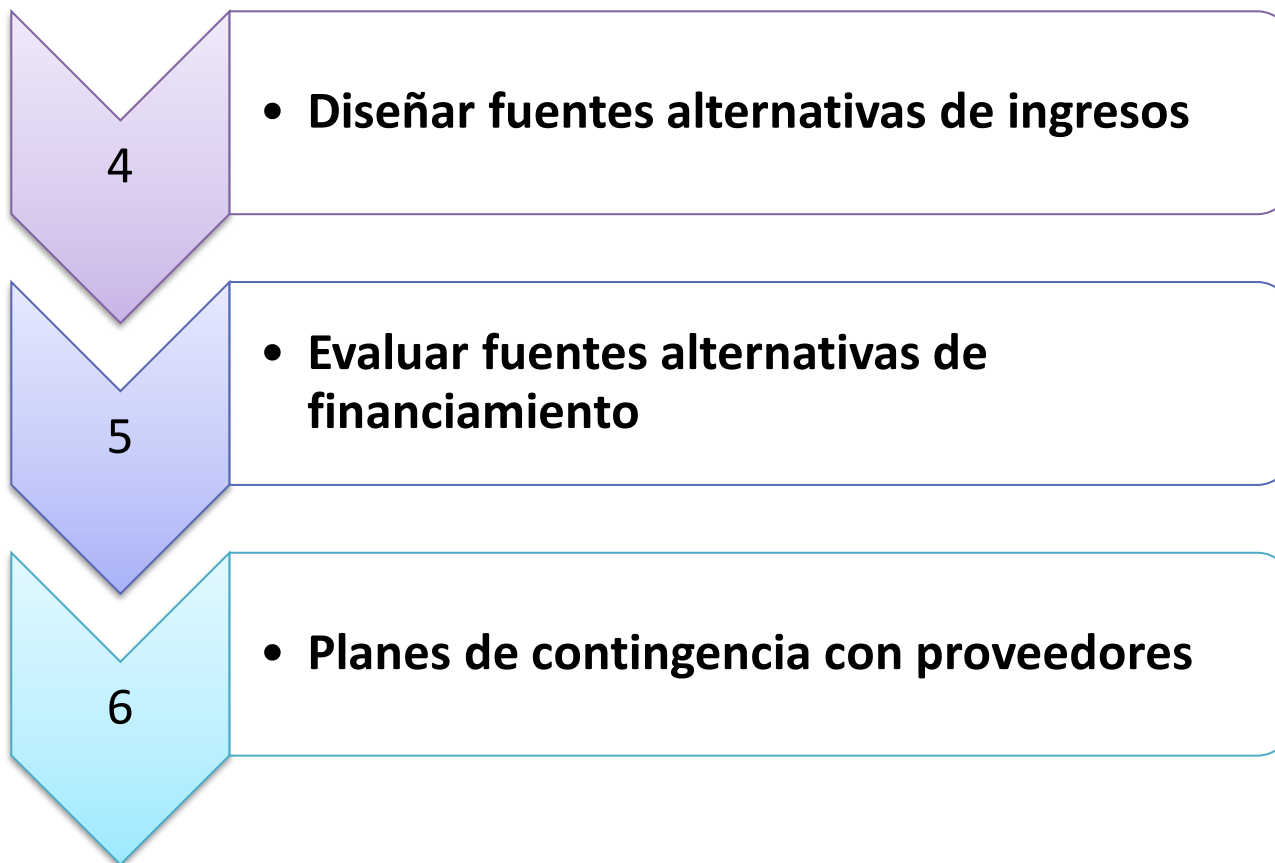 4
• Diseñar fuentes alternativas de ingresos
5
• Evaluar fuentes alternativas de
financiamiento
6
• Planes de contingencia con proveedores